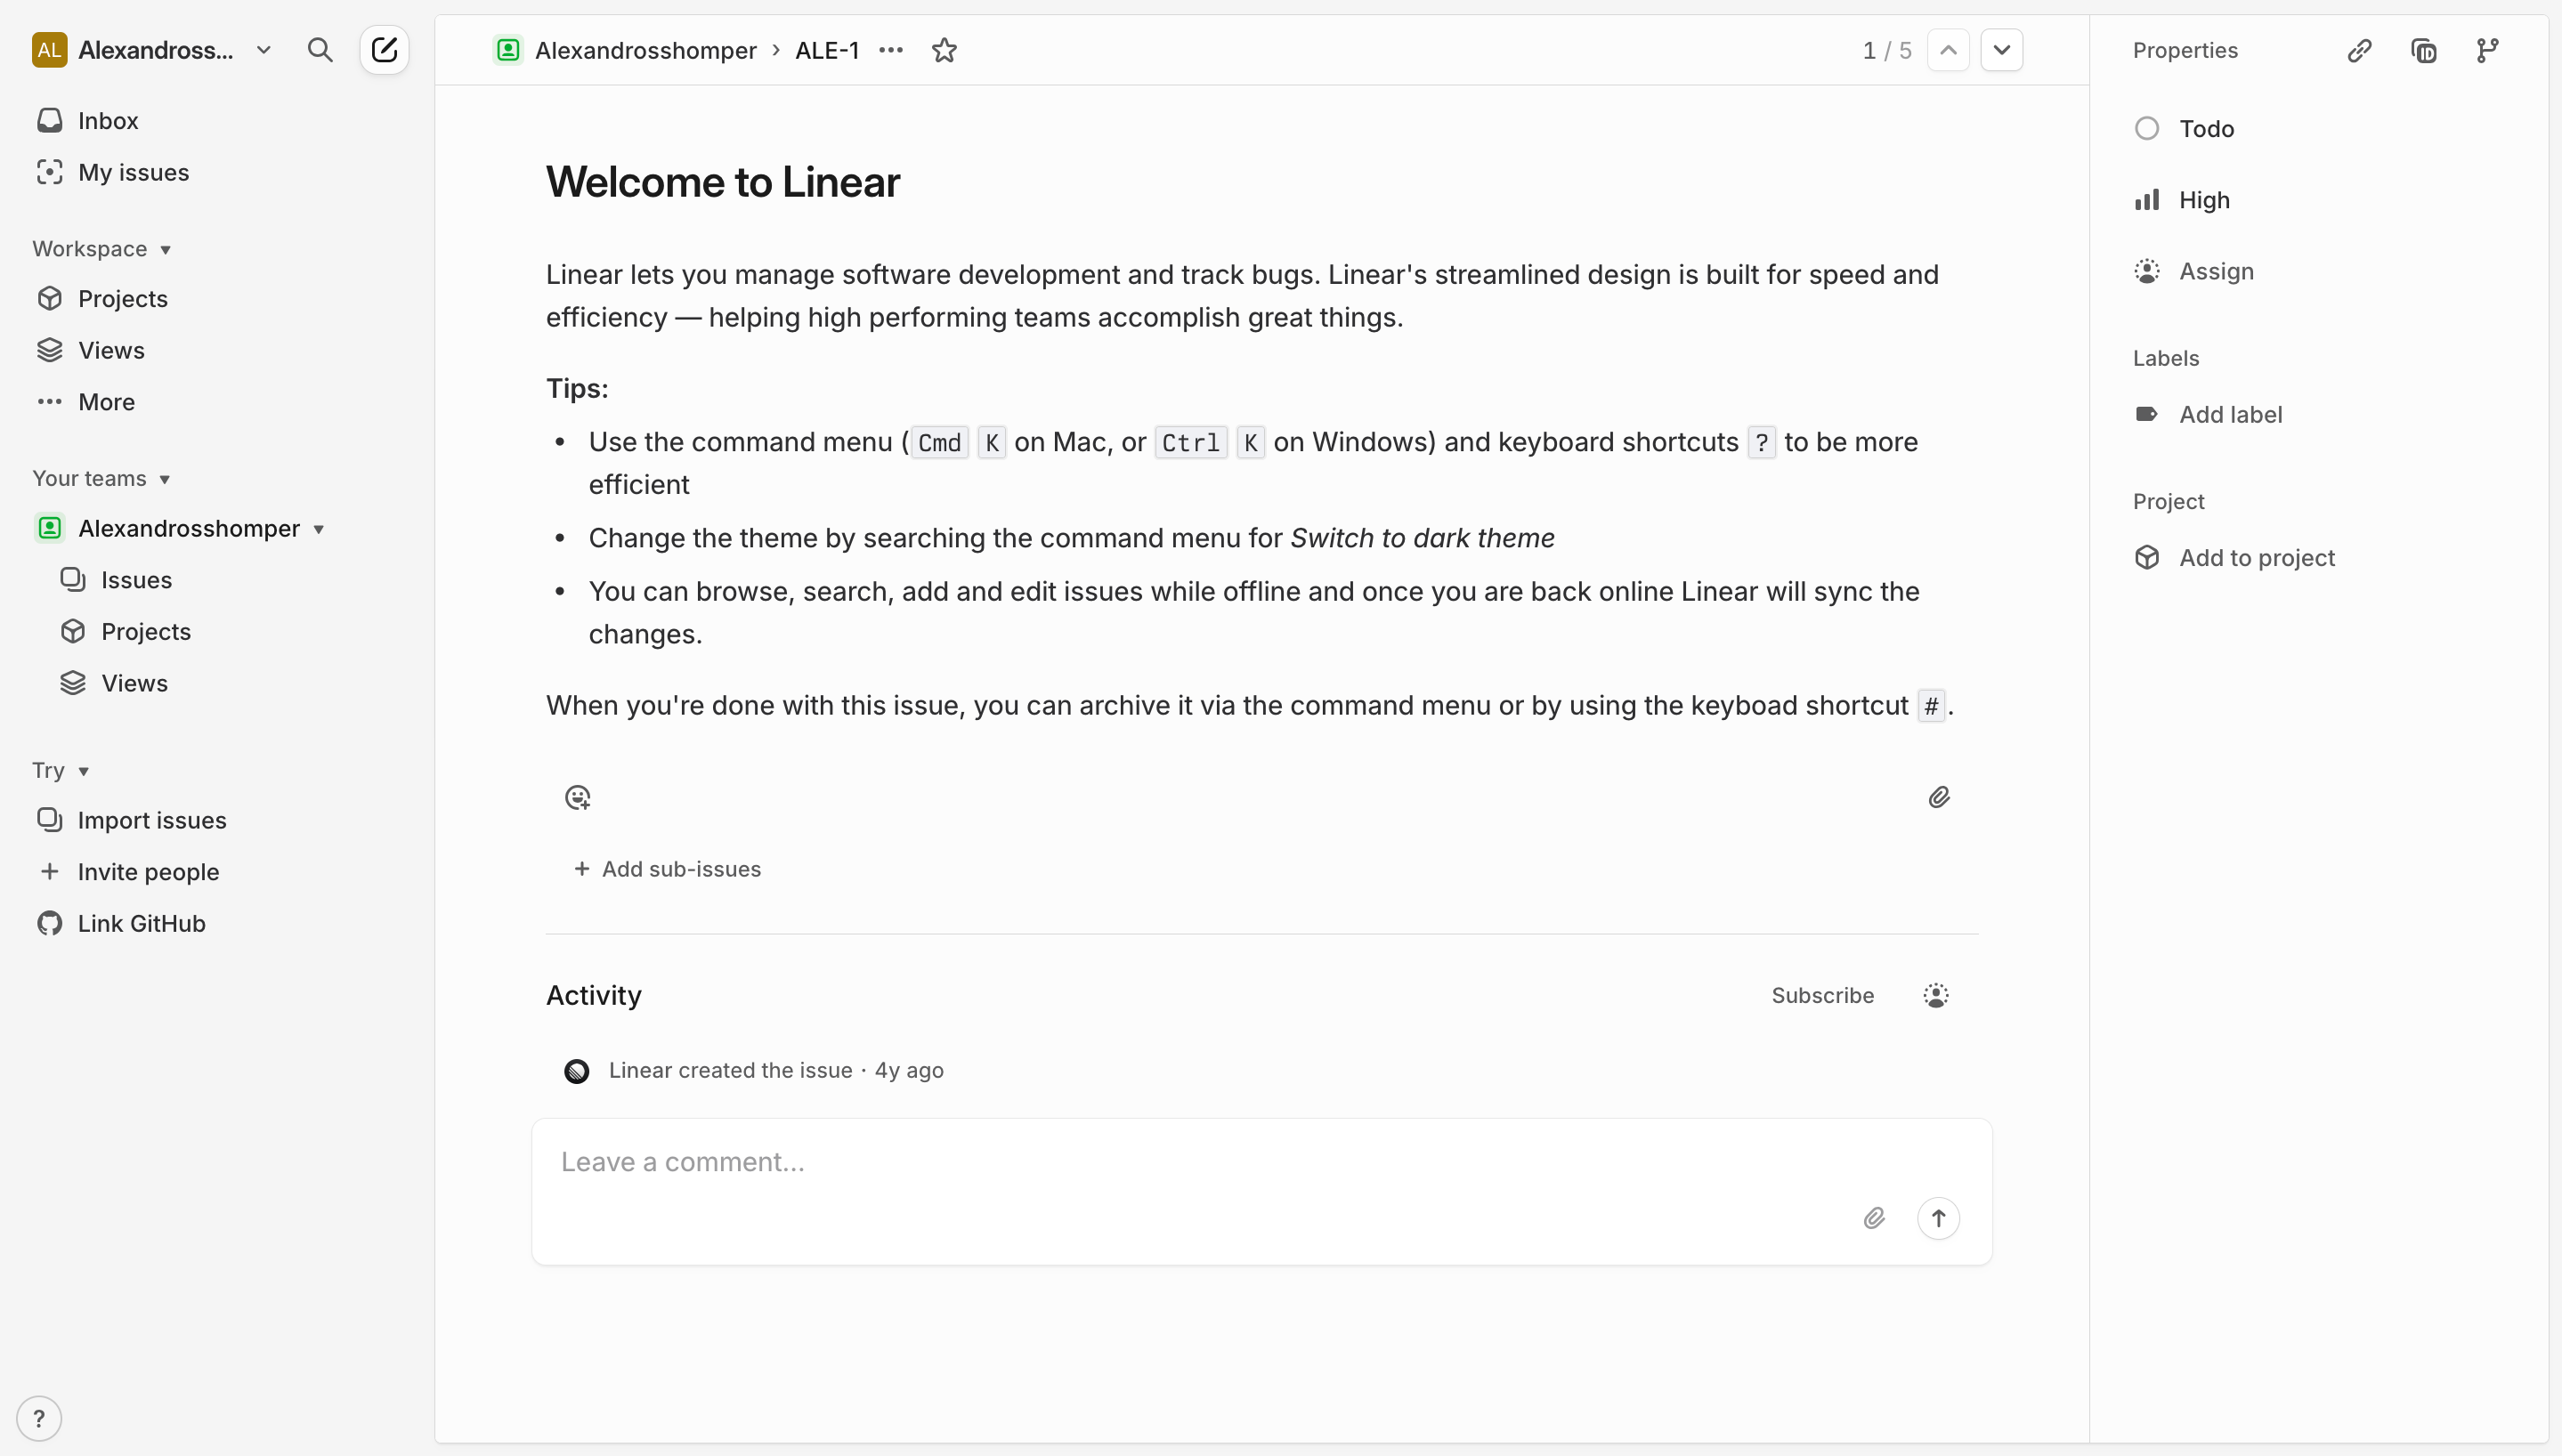 AL Alexandross...
Inbox
My issues
Workspace
Projects
Views
More
Your teams
Alexandrosshomper
Issues
Projects
Views
Try
Import issues
Invite people
Link GitHub
?
Alexandrosshomper › ALE-1
1 / 5
Welcome to Linear
Linear lets you manage software development and track bugs. Linear's streamlined design is built for speed and
efficiency — helping high performing teams accomplish great things.
Tips:
• Use the command menu (Cmd K on Mac, or Ctrl K on Windows) and keyboard shortcuts ? to be more
efficient
• Change the theme by searching the command menu for Switch to dark theme
• You can browse, search, add and edit issues while offline and once you are back online Linear will sync the
changes.
When you're done with this issue, you can archive it via the command menu or by using the keyboad shortcut #.
+ Add sub-issues
Activity
Subscribe
Linear created the issue · 4y ago
Leave a comment...
Properties
ID
Todo
High
Assign
Labels
Add label
Project
Add to project